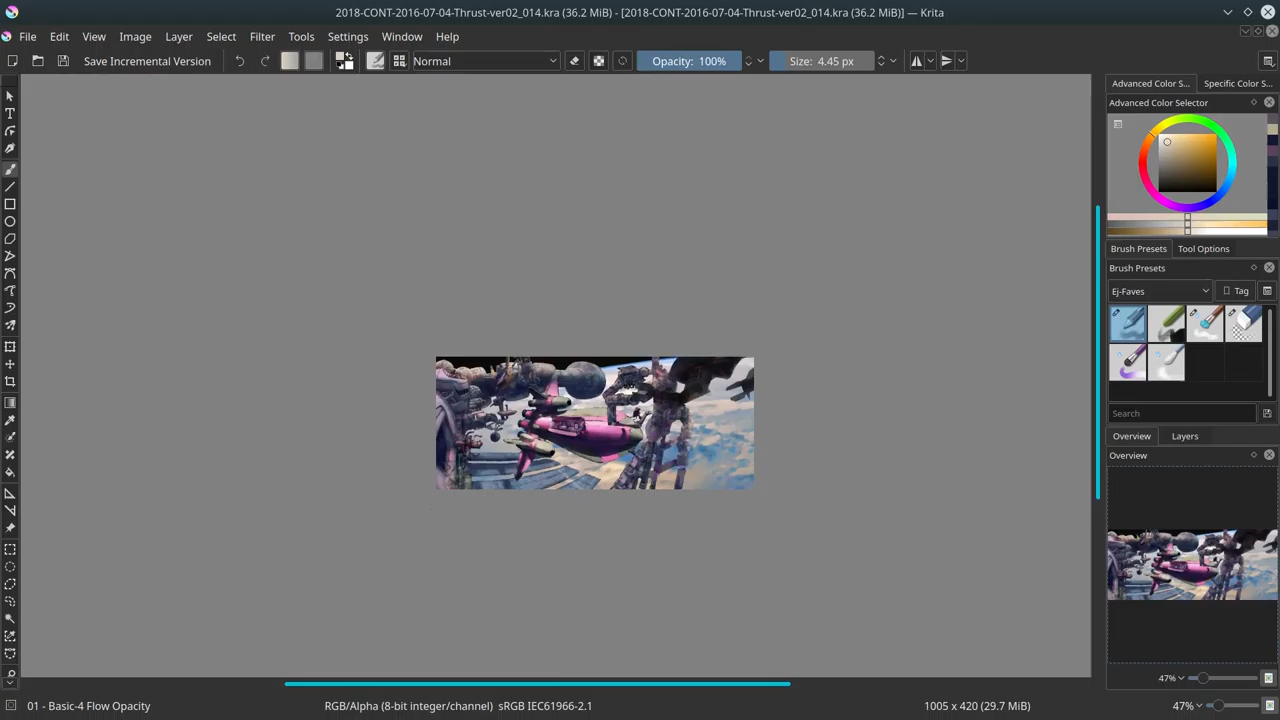 2018-CONT-2016-07-04-Thrust-ver02_014.kra (36.2 MiB) - [2018-CONT-2016-07-04-Thrust-ver02_014.kra (36.2 MiB)] — Krita
File Edit View Image Layer Select Filter Tools Settings Window Help
Save Incremental Version Normal Opacity: 100% Size: 4.45 px
Advanced Color S... Specific Color S...
Advanced Color Selector
Brush Presets Tool Options
Brush Presets
Ej-Faves Tag
Search
Overview Layers
Overview
47%
01 - Basic-4 Flow Opacity RGB/Alpha (8-bit integer/channel) sRGB IEC61966-2.1 1005 x 420 (29.7 MiB) 47%